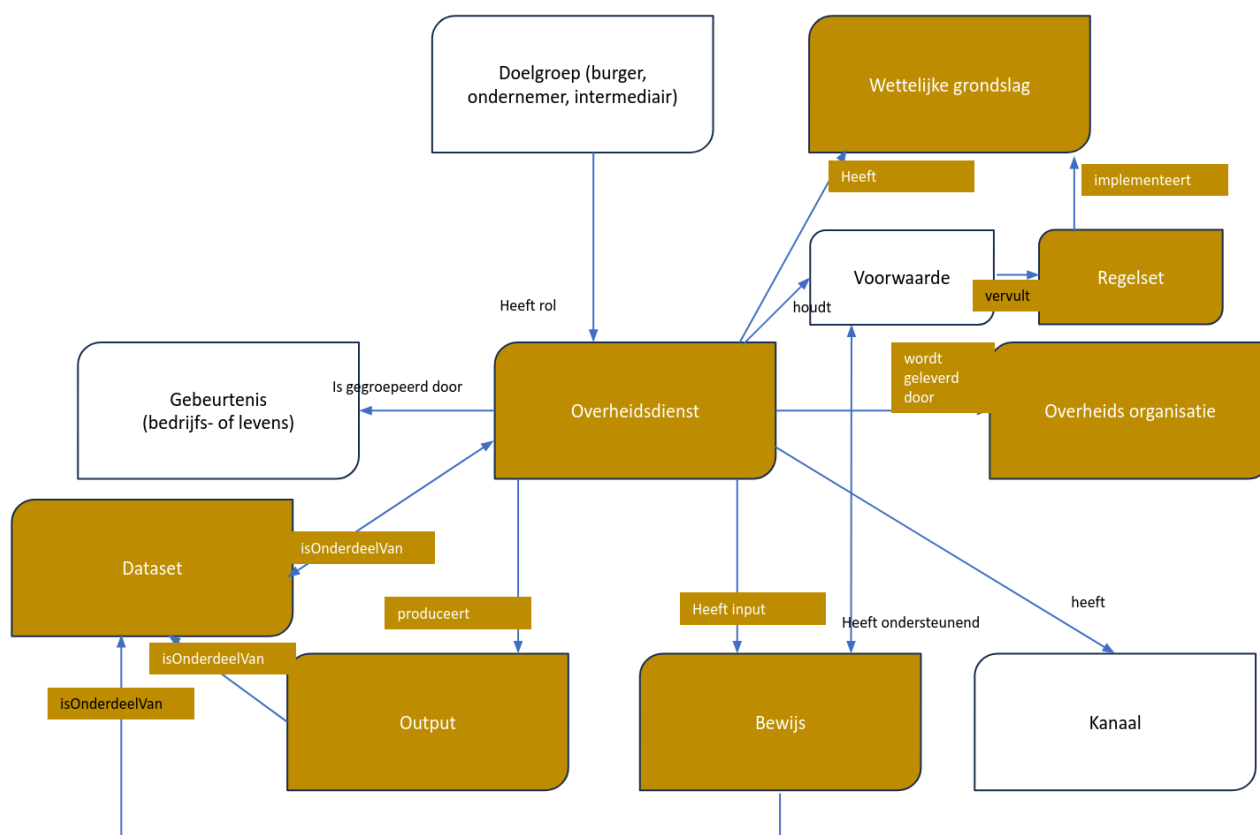 Doelgroep (burger,
ondernemer, intermediair)
Wettelijke grondslag
Heeft
implementeert
Voorwaarde
Regelset
vervult
houdt
Heeft rol
Gebeurtenis
(bedrijfs- of levens)
Is gegroepeerd door
Overheidsdienst
wordt
geleverd
door
Overheids organisatie
Dataset
isOnderdeelVan
produceert
Heeft input
Heeft ondersteunend
heeft
isOnderdeelVan
isOnderdeelVan
Output
Bewijs
Kanaal